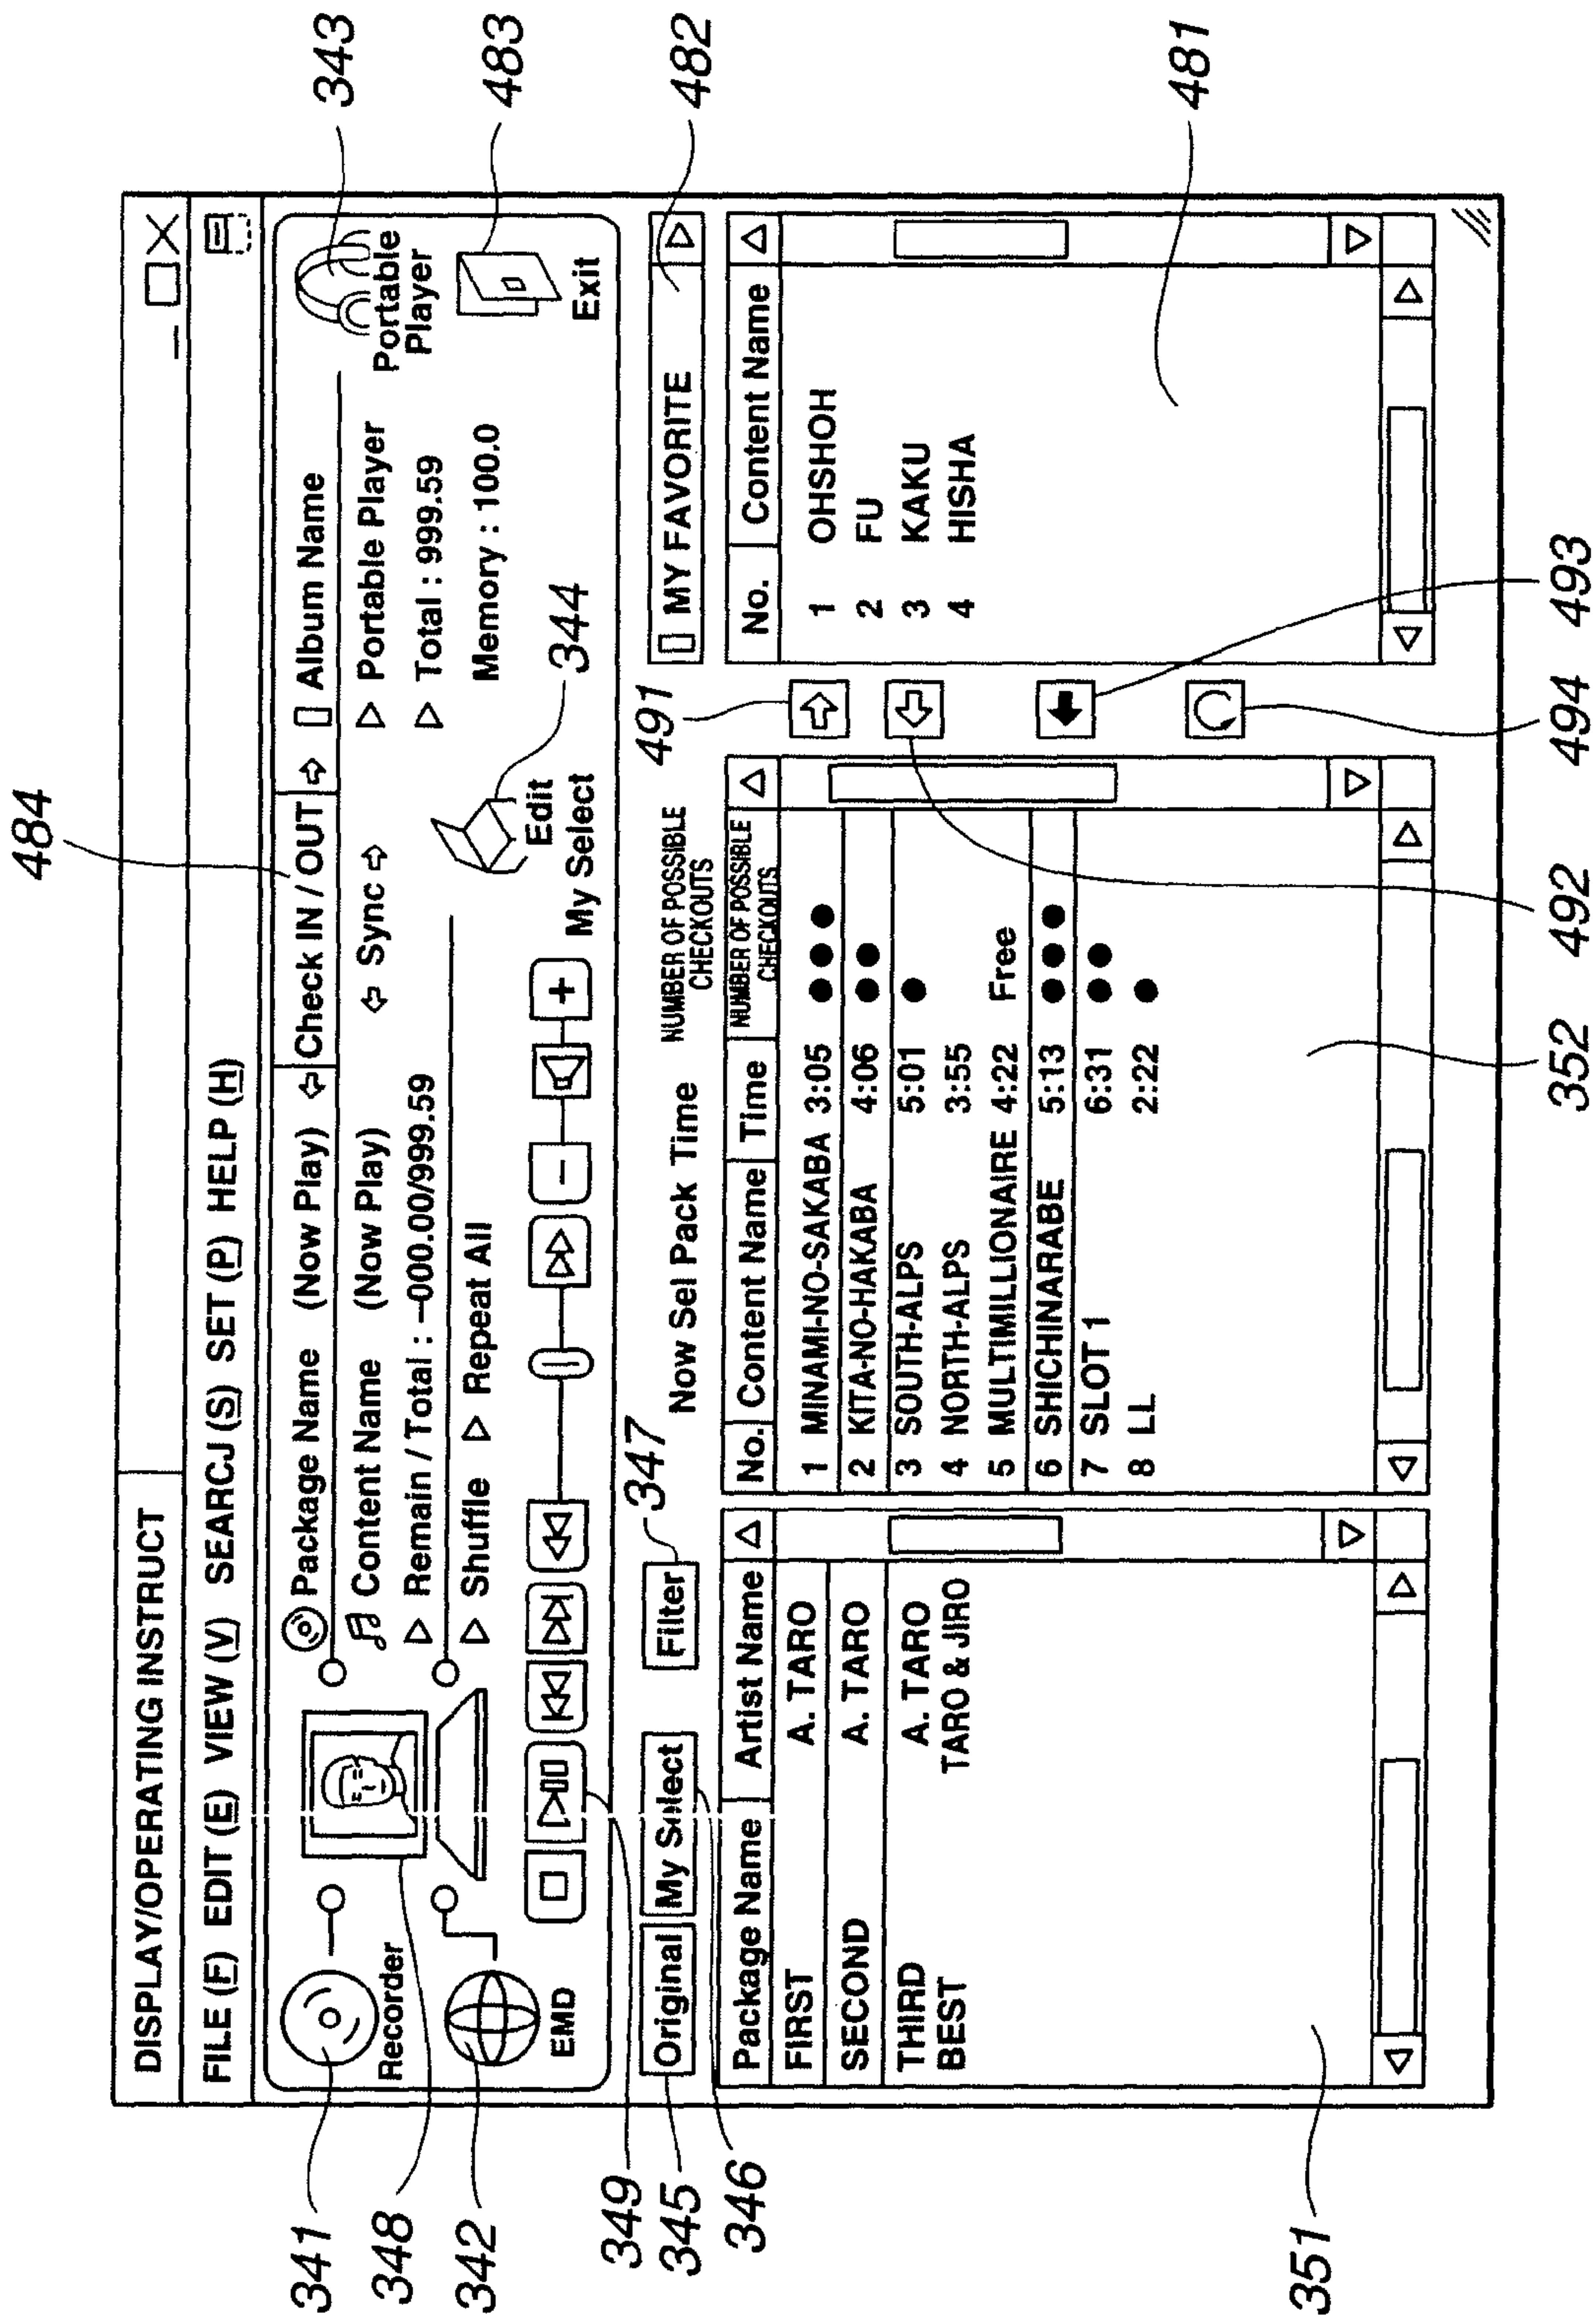 484
DISPLAY/OPERATING INSTRUCT
FILE (F) EDIT (E) VIEW (V) SEARCJ (S) SET (P) HELP (H)
341
Recorder
348
342
EMD
Package Name (Now Play)
Check IN / OUT
Album Name
Content Name (Now Play)
Sync
Portable Player
Remain / Total : –000.00/999.59
Total : 999.59
Shuffle
Repeat All
Memory : 100.0
Portable
Player
343
483
Exit
Edit
344
My Select
349
345
Original
My Select
346
Filter
347
Now Sel Pack Time
NUMBER OF POSSIBLE
CHECKOUTS
491
MY FAVORITE
482
Package Name Artist Name
FIRST A. TARO
SECOND A. TARO
THIRD A. TARO
BEST TARO & JIRO
351
No. Content Name Time NUMBER OF POSSIBLE
CHECKOUTS
1 MINAMI-NO-SAKABA 3:05 ●●●
2 KITA-NO-HAKABA 4:06 ●●
3 SOUTH-ALPS 5:01 ●
4 NORTH-ALPS 3:55
5 MULTIMILLIONAIRE 4:22 Free
6 SHICHINARABE 5:13 ●●●
7 SLOT 1 6:31 ●●
8 LL 2:22 ●
352
492
494
493
No. Content Name
1 OHSHOH
2 FU
3 KAKU
4 HISHA
481